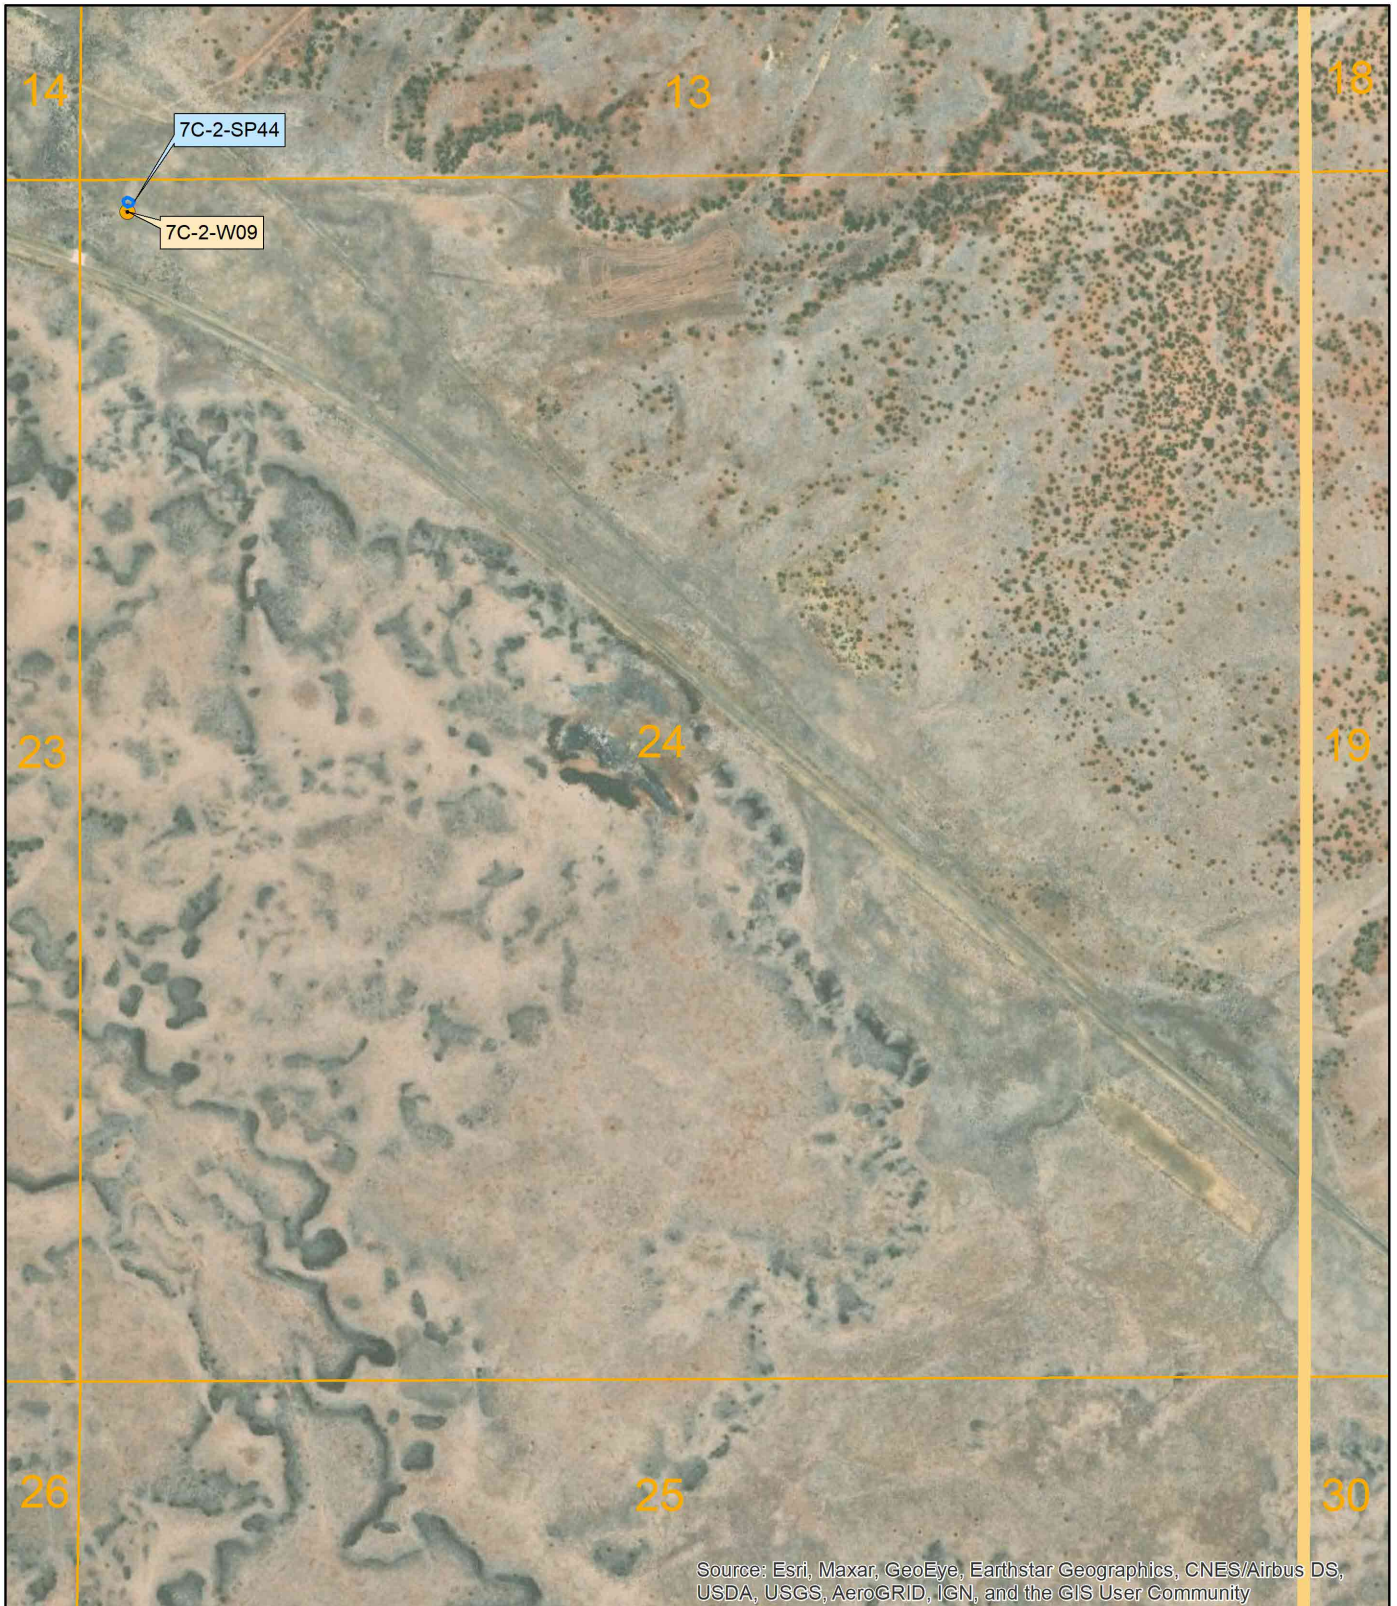 14
13
18
7C-2-SP44
7C-2-W09
23
24
19
26
25
30
Source: Esri, Maxar, GeoEye, Earthstar Geographics, CNES/Airbus DS,
USDA, USGS, AeroGRID, IGN, and the GIS User Community